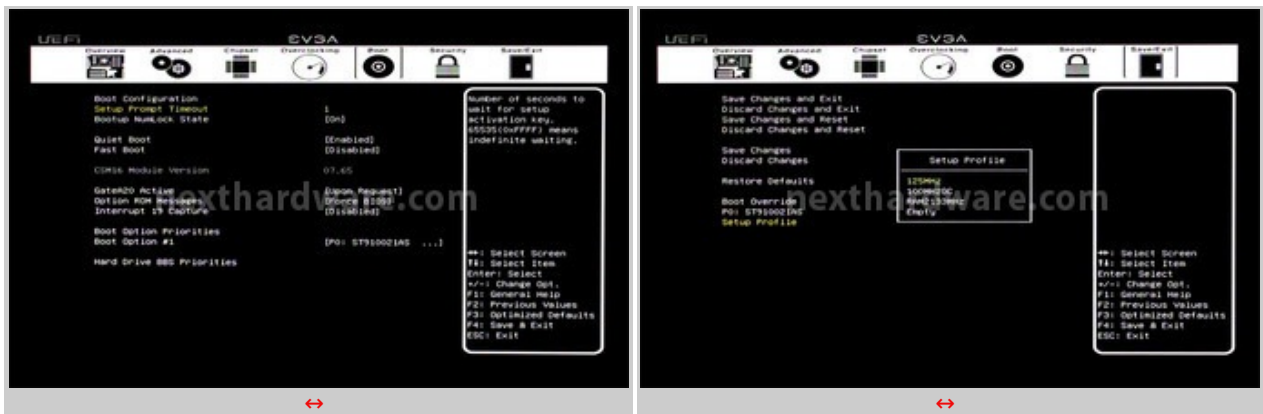 UEFI
EVGA
Overview Advanced Chipset Overclocking Boot Security Save/Exit
Boot Configuration
Setup Prompt Timeout 1
Bootup NumLock State [On]
Quiet Boot [Enabled]
Fast Boot [Disabled]
CSM16 Module Version 07.65
GateA20 Active [Upon Request]
Option ROM Messages [Force BIOS]
Interrupt 19 Capture [Disabled]
Boot Option Priorities
Boot Option #1 [P0: ST910021AS ...]
Hard Drive BBS Priorities
Number of seconds to
wait for setup
activation key.
65535(0xFFFF) means
indefinite waiting.
↔: Select Screen
↑↓: Select Item
Enter: Select
+/-: Change Opt.
F1: General Help
F2: Previous Values
F3: Optimized Defaults
F4: Save & Exit
ESC: Exit
nexthardware.com
UEFI
EVGA
Overview Advanced Chipset Overclocking Boot Security Save/Exit
Save Changes and Exit
Discard Changes and Exit
Save Changes and Reset
Discard Changes and Reset
Save Changes
Discard Changes
Restore Defaults
Boot Override
P0: ST910021AS
Setup Profile
Setup Profile
125MHz
RAM2133MHz
Empty
↔: Select Screen
↑↓: Select Item
Enter: Select
+/-: Change Opt.
F1: General Help
F2: Previous Values
F3: Optimized Defaults
F4: Save & Exit
ESC: Exit
nexthardware.com